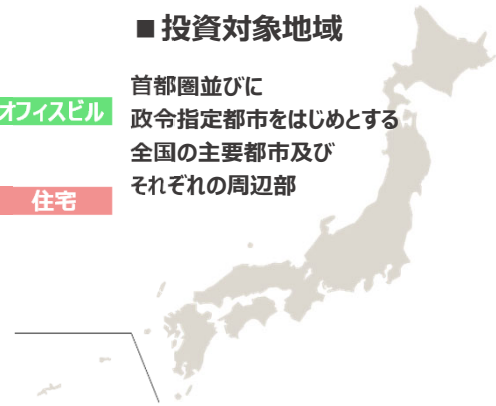 ■投資対象地域
首都圏並びに
政令指定都市をはじめとする
全国の主要都市及び
それぞれの周辺部
オフィスビル
住宅